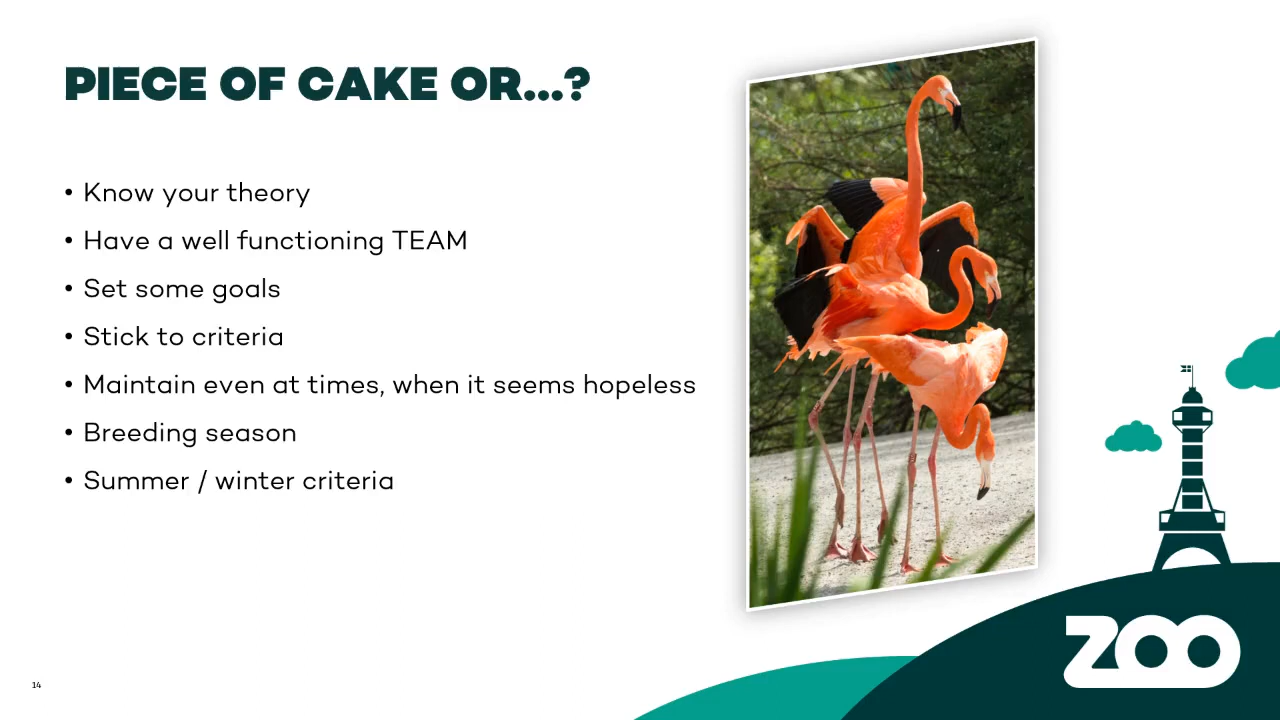 PIECE OF CAKE OR...?
• Know your theory
• Have a well functioning TEAM
• Set some goals
• Stick to criteria
• Maintain even at times, when it seems hopeless
• Breeding season
• Summer / winter criteria
14
ZOO